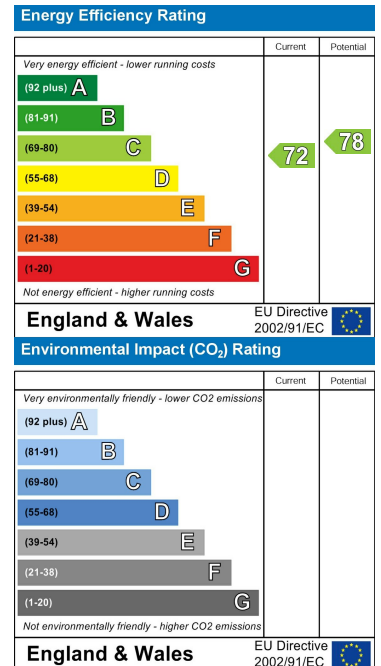 Energy Efficiency Rating
Current Potential
Very energy efficient - lower running costs
(92 plus) A
(81-91) B
(69-80) C
(55-68) D
(39-54) E
(21-38) F
(1-20) G
72 78
Not energy efficient - higher running costs
England & Wales EU Directive 2002/91/EC
Environmental Impact (CO₂) Rating
Current Potential
Very environmentally friendly - lower CO2 emissions
(92 plus) A
(81-91) B
(69-80) C
(55-68) D
(39-54) E
(21-38) F
(1-20) G
Not environmentally friendly - higher CO2 emissions
England & Wales EU Directive 2002/91/EC